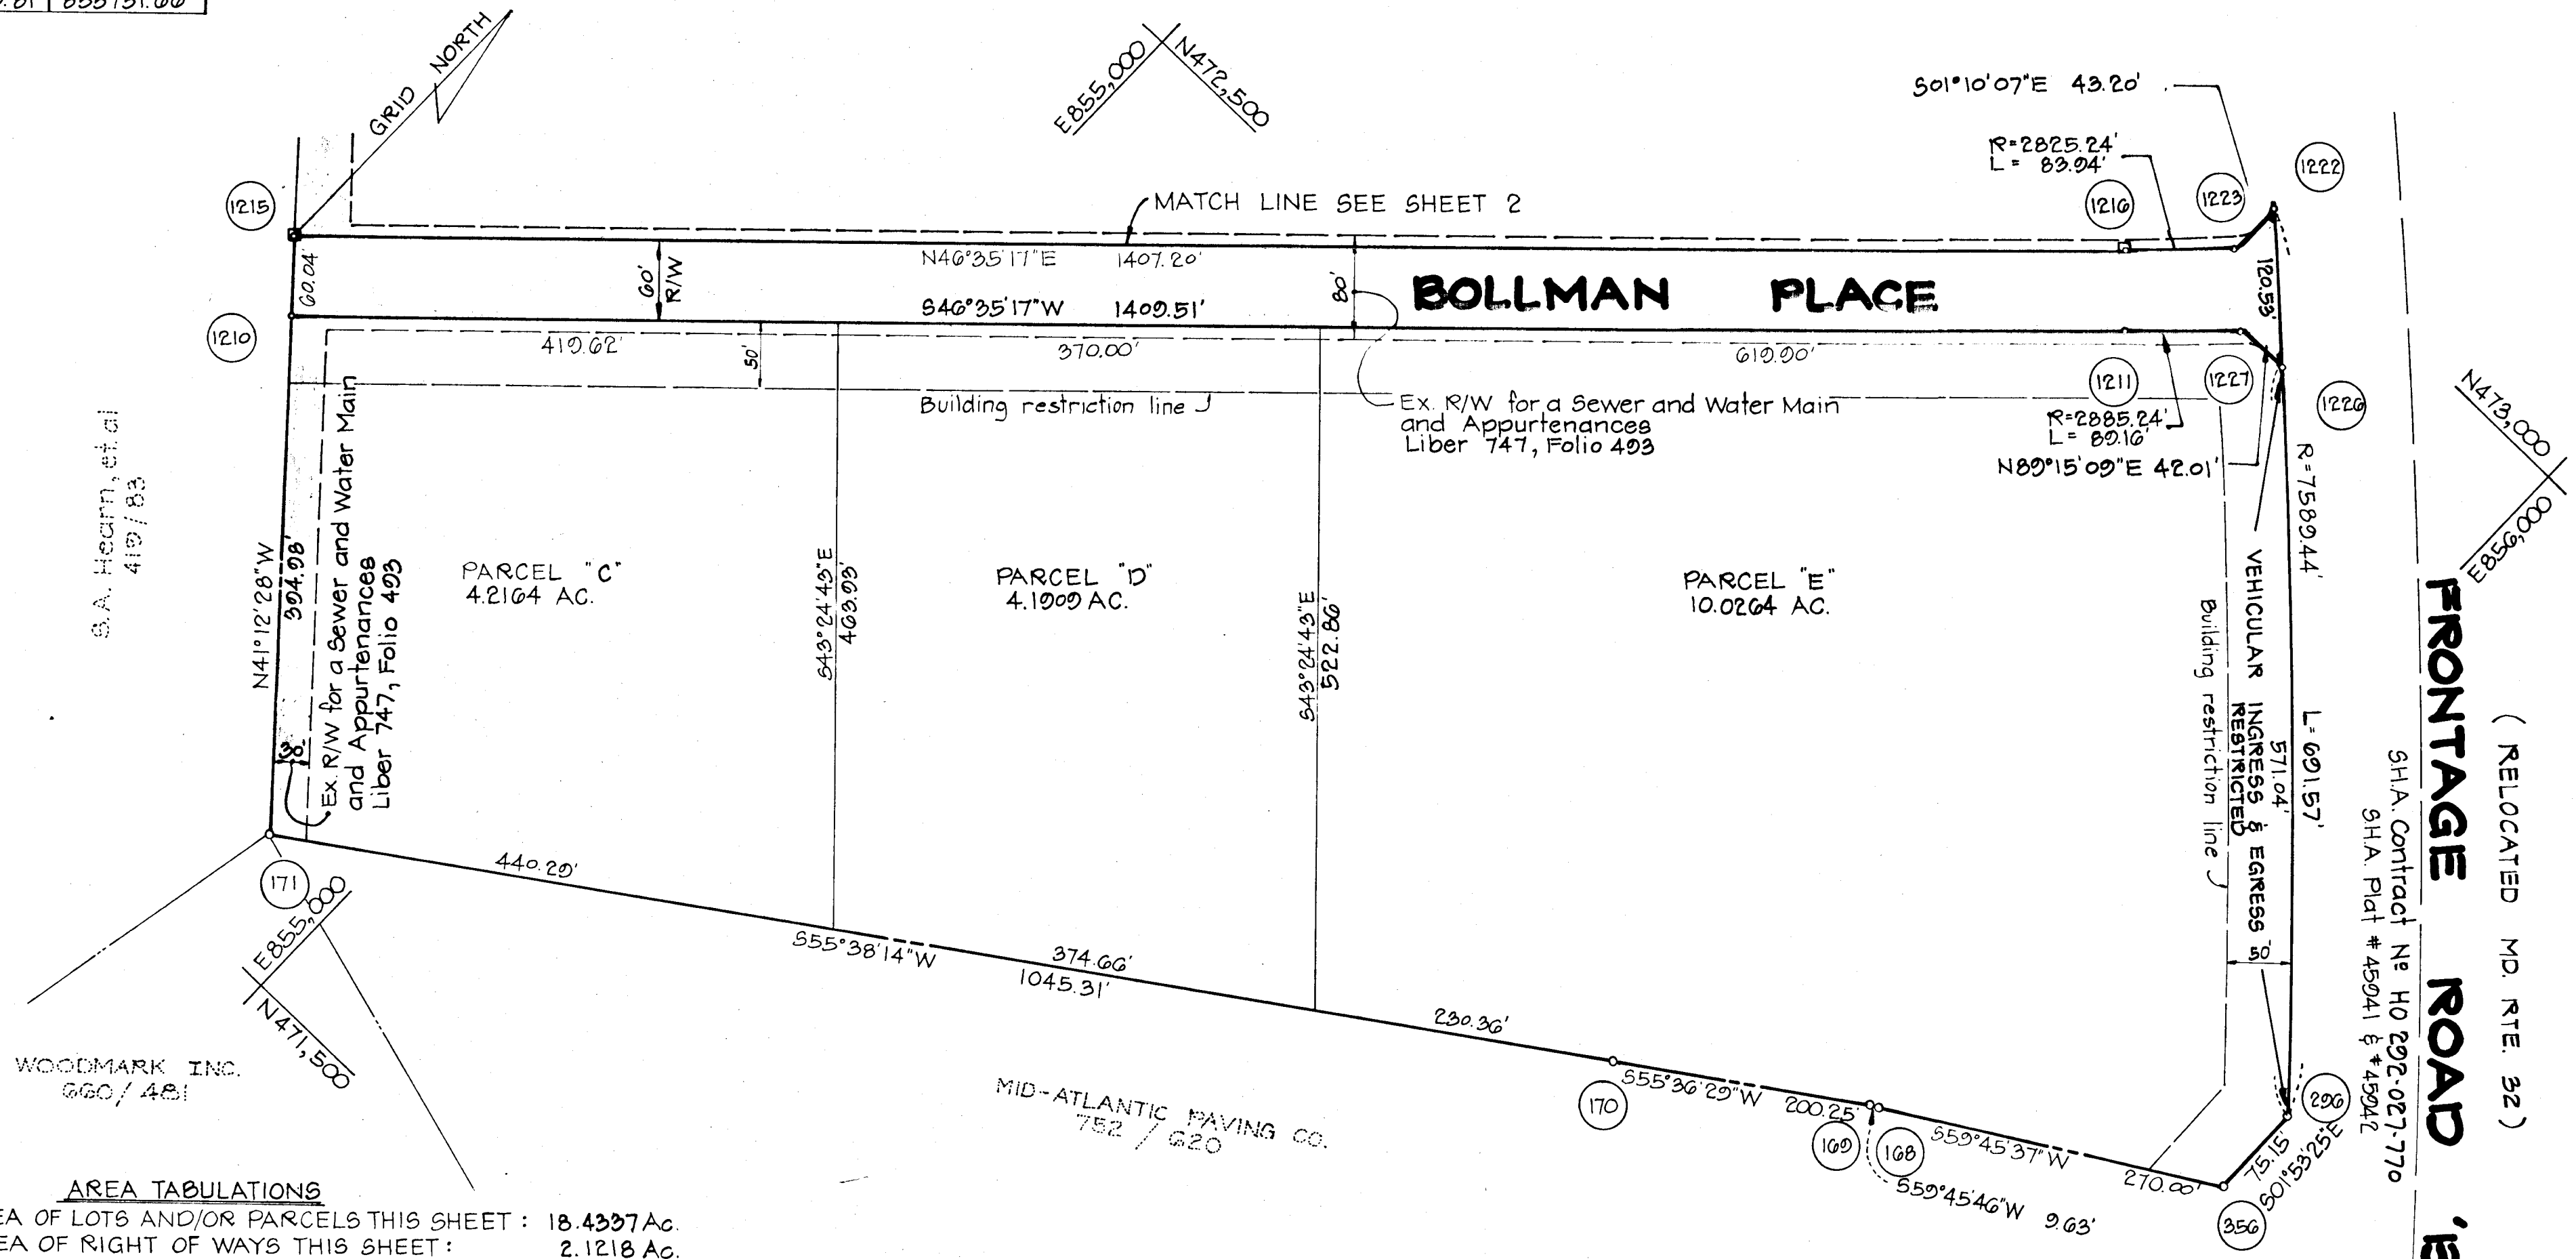 855731.66
GRID NORTH
E855,000
N472,500
S01°10'07"E 43.20'
R=2825.24'
L= 83.94'
1222
1223
1216
1215
MATCH LINE SEE SHEET 2
60.04'
60'
R/W
N46°35'17"E 1407.20'
S46°35'17"W 1409.51'
80'
BOLLMAN PLACE
120.53'
1210
419.62'
50'
370.00'
619.90'
1211
1227
1226
Building restriction line
Ex. R/W for a Sewer and Water Main
and Appurtenances
Liber 747, Folio 493
R=2885.24'
L= 89.16'
N89°15'09"E 42.01'
N473,000
E856,000
S.A. Hearn, et al
419/83
N41°12'28"W
394.98'
Ex. R/W for a Sewer and Water Main
and Appurtenances
Liber 747, Folio 493
30'
PARCEL "C"
4.2164 AC.
S43°24'43"E
463.93'
PARCEL "D"
4.1909 AC.
S43°24'43"E
522.86'
PARCEL "E"
10.0264 AC.
Building restriction line
VEHICULAR INGRESS & EGRESS
RESTRICTED
571.04'
R=7589.44'
L= 691.57'
50'
FRONTAGE ROAD 'E
(RELOCATED MD. RTE. 32)
S.H.A. Contract Nº HO 292-027-770
S.H.A. Plat #45941 & #45942
171
E855,000
N471,500
440.29'
S55°38'14"W
374.66'
1045.31'
230.36'
170
S55°36'29"W 200.25'
169
168
S59°45'37"W
270.00'
S59°45'46"W 9.63'
296
75.15'
S01°53'25"E
356
WOODMARK INC.
660/481
MID-ATLANTIC PAVING CO.
752/620
AREA TABULATIONS
EA OF LOTS AND/OR PARCELS THIS SHEET: 18.4337 Ac.
EA OF RIGHT OF WAYS THIS SHEET: 2.1218 Ac.